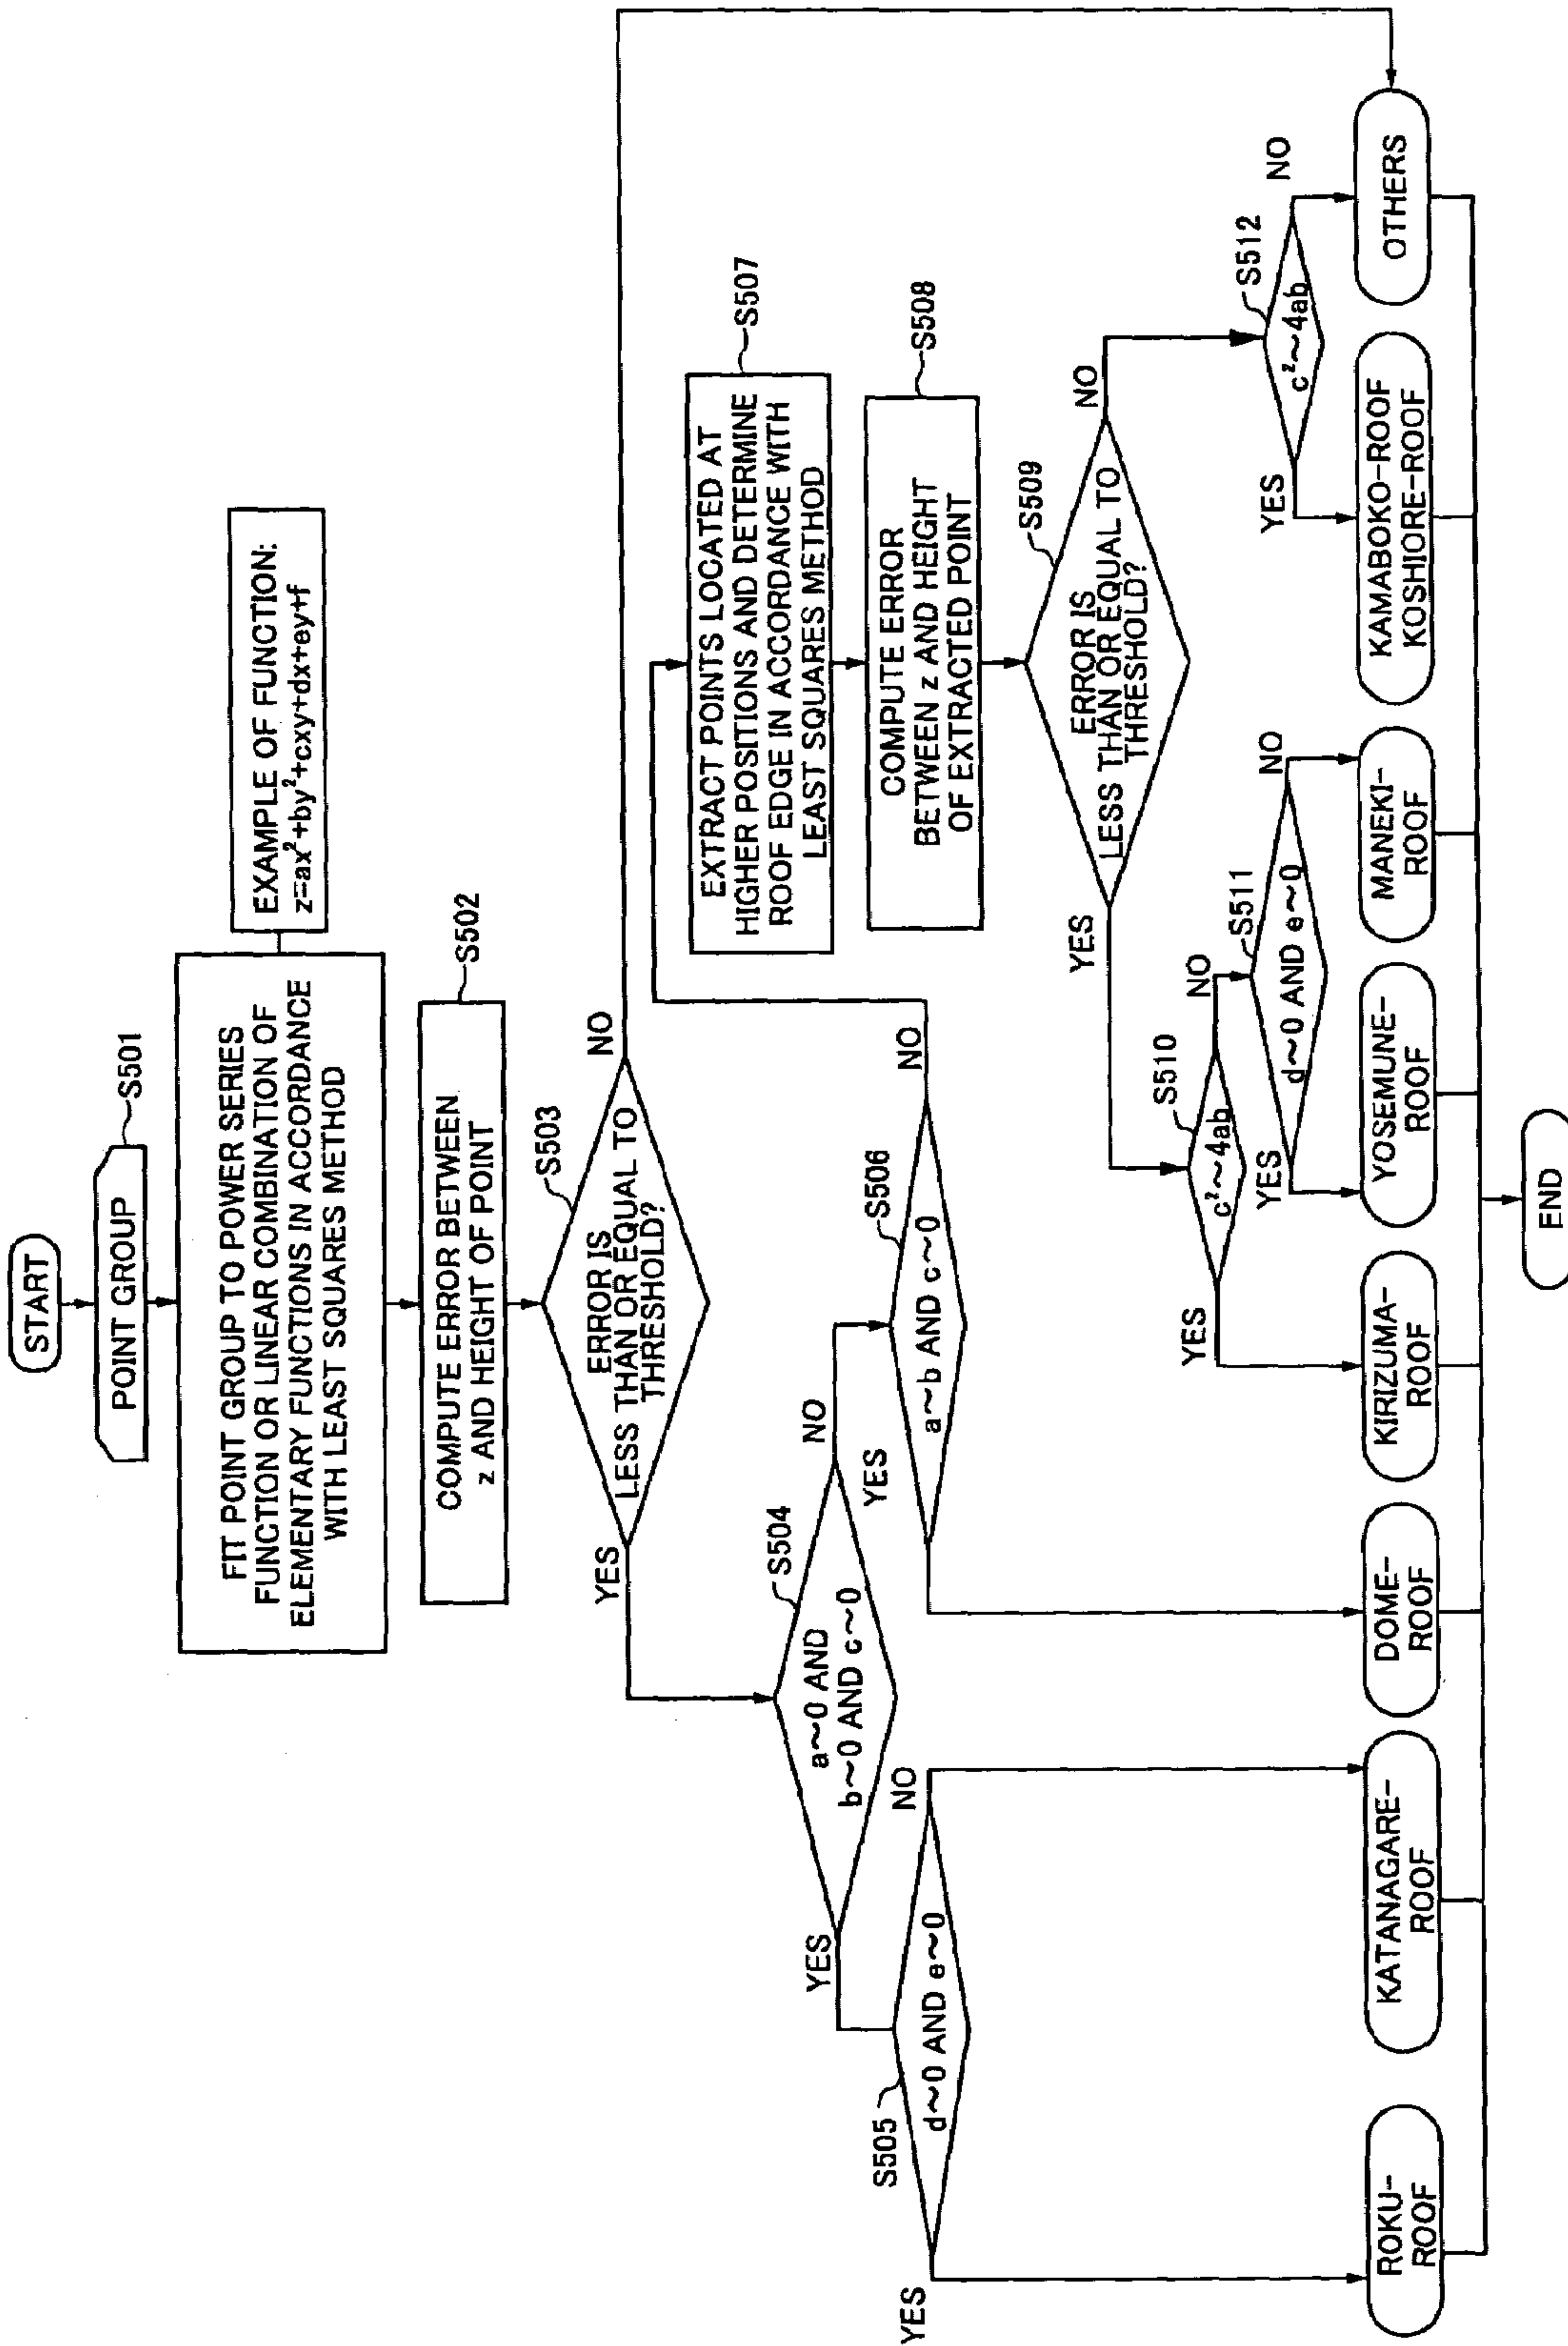 START
POINT GROUP
S501
FIT POINT GROUP TO POWER SERIES
FUNCTION OR LINEAR COMBINATION OF
ELEMENTARY FUNCTIONS IN ACCORDANCE
WITH LEAST SQUARES METHOD
EXAMPLE OF FUNCTION:
z=ax²+by²+cxy+dx+ey+f
COMPUTE ERROR BETWEEN
z AND HEIGHT OF POINT
S502
ERROR IS
LESS THAN OR EQUAL TO
THRESHOLD?
S503
YES
NO
a~0 AND
b~0 AND c~0
S504
YES
NO
d~0 AND e~0
S505
YES
NO
a~b AND c~0
S506
YES
NO
EXTRACT POINTS LOCATED AT
HIGHER POSITIONS AND DETERMINE
ROOF EDGE IN ACCORDANCE WITH
LEAST SQUARES METHOD
S507
COMPUTE ERROR
BETWEEN z AND HEIGHT
OF EXTRACTED POINT
S508
ERROR IS
LESS THAN OR EQUAL TO
THRESHOLD?
S509
YES
NO
c²~4ab
S510
YES
NO
d~0 AND e~0
S511
YES
NO
c²~4ab
S512
YES
NO
ROKU-
ROOF
KATANAGARE-
ROOF
DOME-
ROOF
KIRIZUMA-
ROOF
YOSEMUNE-
ROOF
MANEKI-
ROOF
KAMABOKO-ROOF
KOSHIORE-ROOF
OTHERS
END